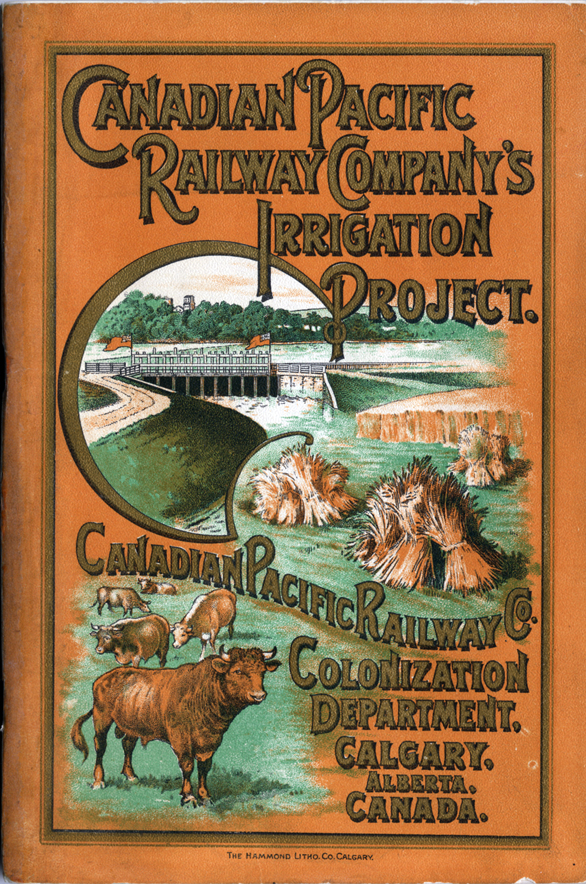 CANADIAN PACIFIC
RAILWAY COMPANY'S
IRRIGATION
PROJECT.
CANADIAN PACIFIC RAILWAY CO.
COLONIZATION
DEPARTMENT,
CALGARY,
ALBERTA,
CANADA.
THE HAMMOND LITHO. CO. CALGARY.